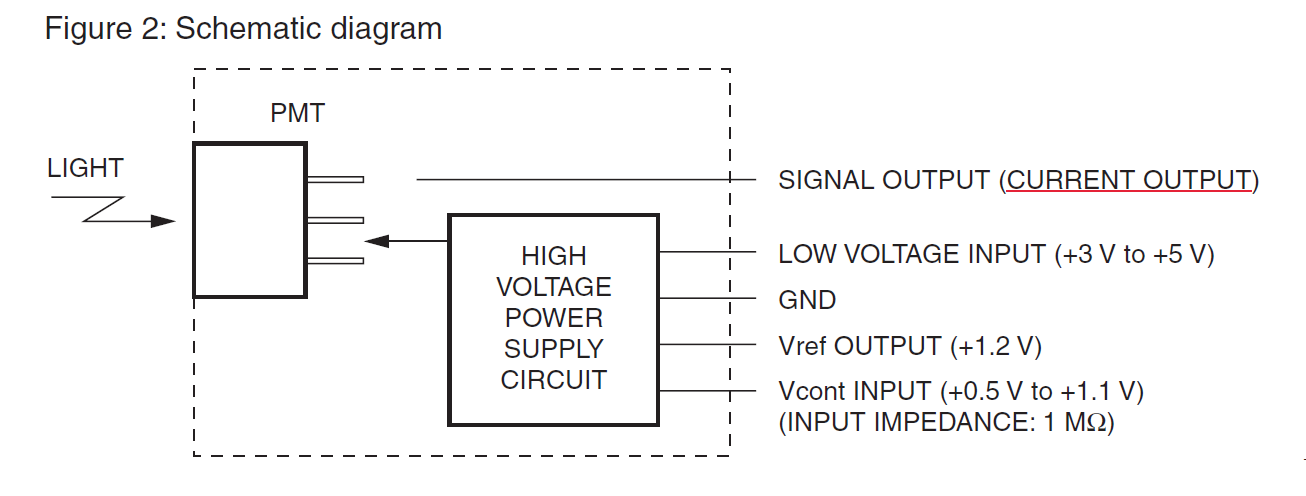 Figure 2: Schematic diagram
PMT
LIGHT
SIGNAL OUTPUT (CURRENT OUTPUT)
HIGH
VOLTAGE
POWER
SUPPLY
CIRCUIT
LOW VOLTAGE INPUT (+3 V to +5 V)
GND
Vref OUTPUT (+1.2 V)
Vcont INPUT (+0.5 V to +1.1 V)
(INPUT IMPEDANCE: 1 MΩ)